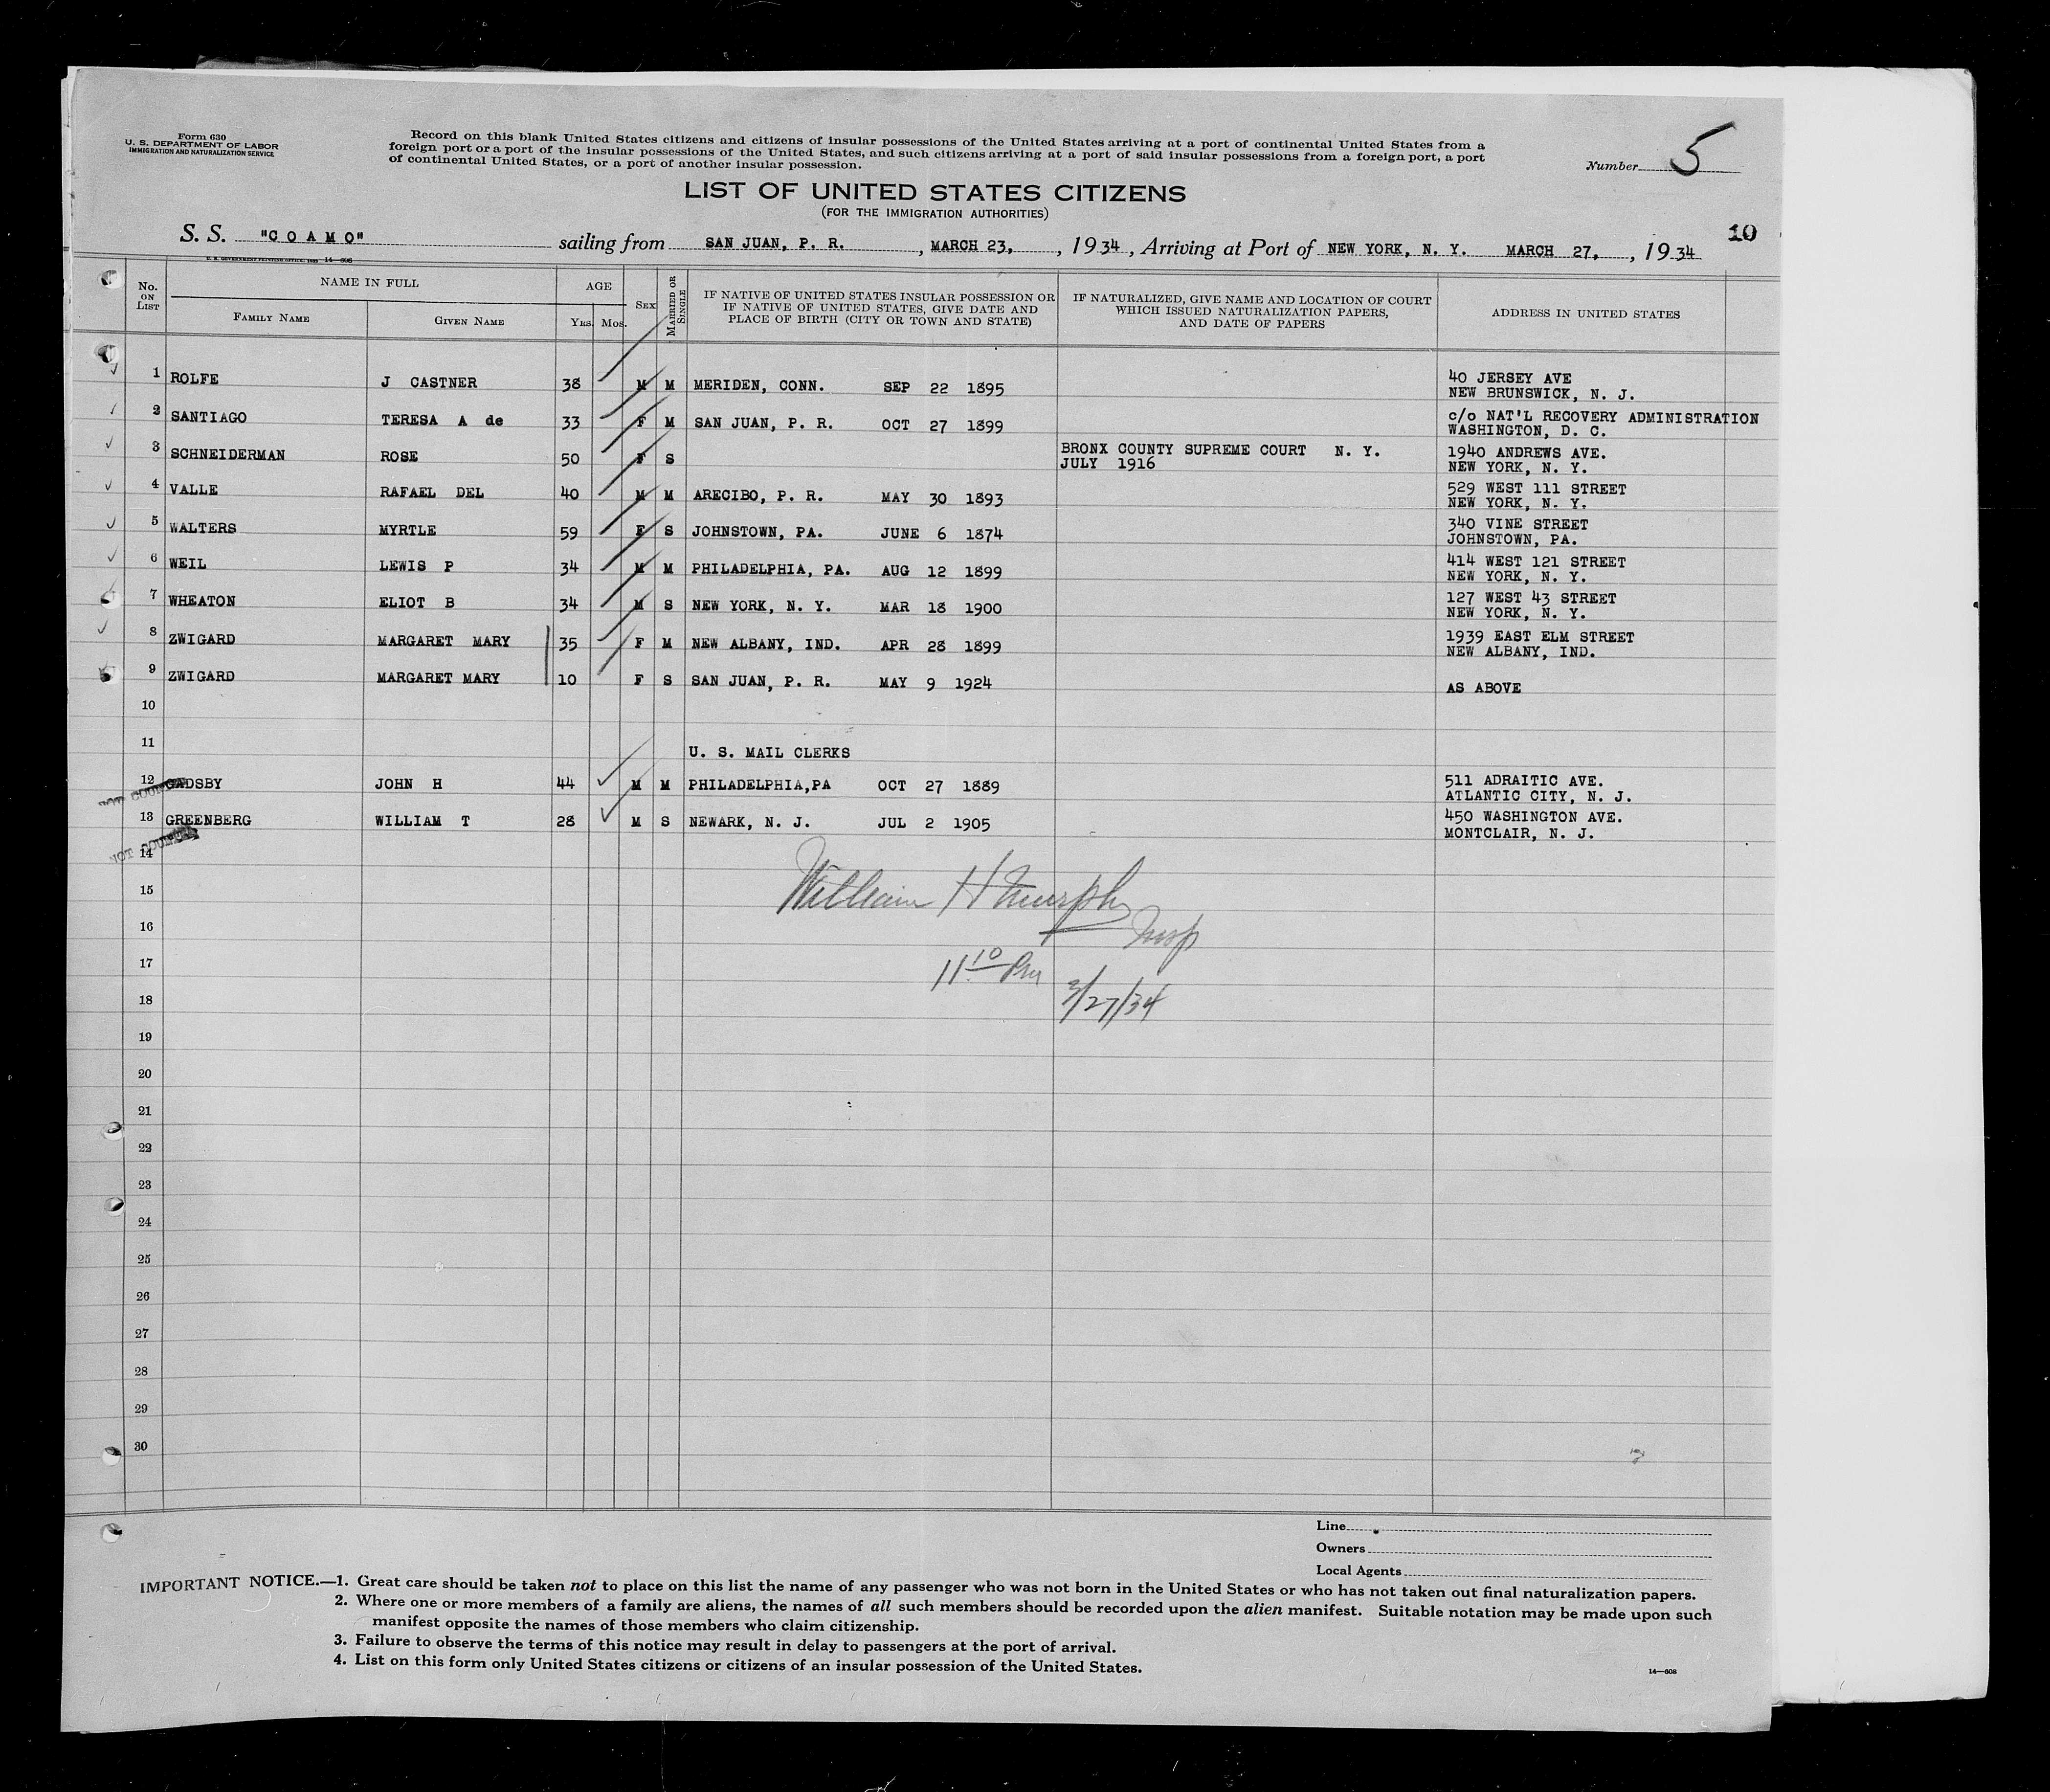 Form 630
U. S. DEPARTMENT OF LABOR
IMMIGRATION AND NATURALIZATION SERVICE
Record on this blank United States citizens and citizens of insular possessions of the United States arriving at a port of continental United States from a
foreign port or a port of the insular possessions of the United States, and such citizens arriving at a port of said insular possessions from a foreign port, a port
of continental United States, or a port of another insular possession.
Number 5
LIST OF UNITED STATES CITIZENS
(FOR THE IMMIGRATION AUTHORITIES)
10
S. S. "COAMO" sailing from SAN JUAN, P. R. , MARCH 23, , 1934 , Arriving at Port of NEW YORK, N. Y. MARCH 27, , 1934
U. S. GOVERNMENT PRINTING OFFICE 14-608
No. ON LIST NAME IN FULL AGE SEX MARRIED OR SINGLE IF NATIVE OF UNITED STATES INSULAR POSSESSION OR IF NATIVE OF UNITED STATES, GIVE DATE AND PLACE OF BIRTH (CITY OR TOWN AND STATE) IF NATURALIZED, GIVE NAME AND LOCATION OF COURT WHICH ISSUED NATURALIZATION PAPERS, AND DATE OF PAPERS ADDRESS IN UNITED STATES
FAMILY NAME GIVEN NAME YRS. MOS.
1 ROLFE J CASTNER 38 M M MERIDEN, CONN. SEP 22 1895 40 JERSEY AVE
NEW BRUNSWICK, N. J.
2 SANTIAGO TERESA A de 33 F M SAN JUAN, P. R. OCT 27 1899 c/o NAT'L RECOVERY ADMINISTRATION
WASHINGTON, D. C.
3 SCHNEIDERMAN ROSE 50 F S BRONX COUNTY SUPREME COURT N. Y. 1940 ANDREWS AVE.
JULY 1916 NEW YORK, N. Y.
4 VALLE RAFAEL DEL 40 M M ARECIBO, P. R. MAY 30 1893 529 WEST 111 STREET
NEW YORK, N. Y.
5 WALTERS MYRTLE 59 F S JOHNSTOWN, PA. JUNE 6 1874 340 VINE STREET
JOHNSTOWN, PA.
6 WEIL LEWIS P 34 M M PHILADELPHIA, PA. AUG 12 1899 414 WEST 121 STREET
NEW YORK, N. Y.
7 WHEATON ELIOT B 34 M S NEW YORK, N. Y. MAR 18 1900 127 WEST 43 STREET
NEW YORK, N. Y.
8 ZWIGARD MARGARET MARY 35 F M NEW ALBANY, IND. APR 28 1899 1939 EAST ELM STREET
NEW ALBANY, IND.
9 ZWIGARD MARGARET MARY 10 F S SAN JUAN, P. R. MAY 9 1924 AS ABOVE
10
11 U. S. MAIL CLERKS
12 GADSBY JOHN H 44 M M PHILADELPHIA,PA OCT 27 1889 511 ADRAITIC AVE.
NOT COUNTED ATLANTIC CITY, N. J.
13 GREENBERG WILLIAM T 28 M S NEWARK, N. J. JUL 2 1905 450 WASHINGTON AVE.
NOT COUNTED MONTCLAIR, N. J.
14
15 William H Murphy
16 Insp
17 11 10 Pm
18 3/27/34
19
20
21
22
23
24
25
26
27
28
29
30
Line
Owners
Local Agents
IMPORTANT NOTICE.—1. Great care should be taken not to place on this list the name of any passenger who was not born in the United States or who has not taken out final naturalization papers.
2. Where one or more members of a family are aliens, the names of all such members should be recorded upon the alien manifest. Suitable notation may be made upon such
manifest opposite the names of those members who claim citizenship.
3. Failure to observe the terms of this notice may result in delay to passengers at the port of arrival.
4. List on this form only United States citizens or citizens of an insular possession of the United States.
14—608